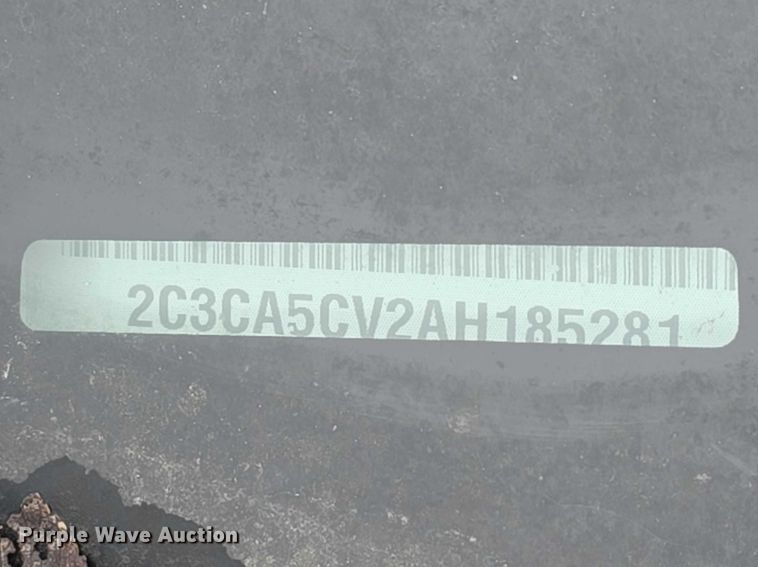 2C3CA5CV2AH185281
Purple Wave Auction